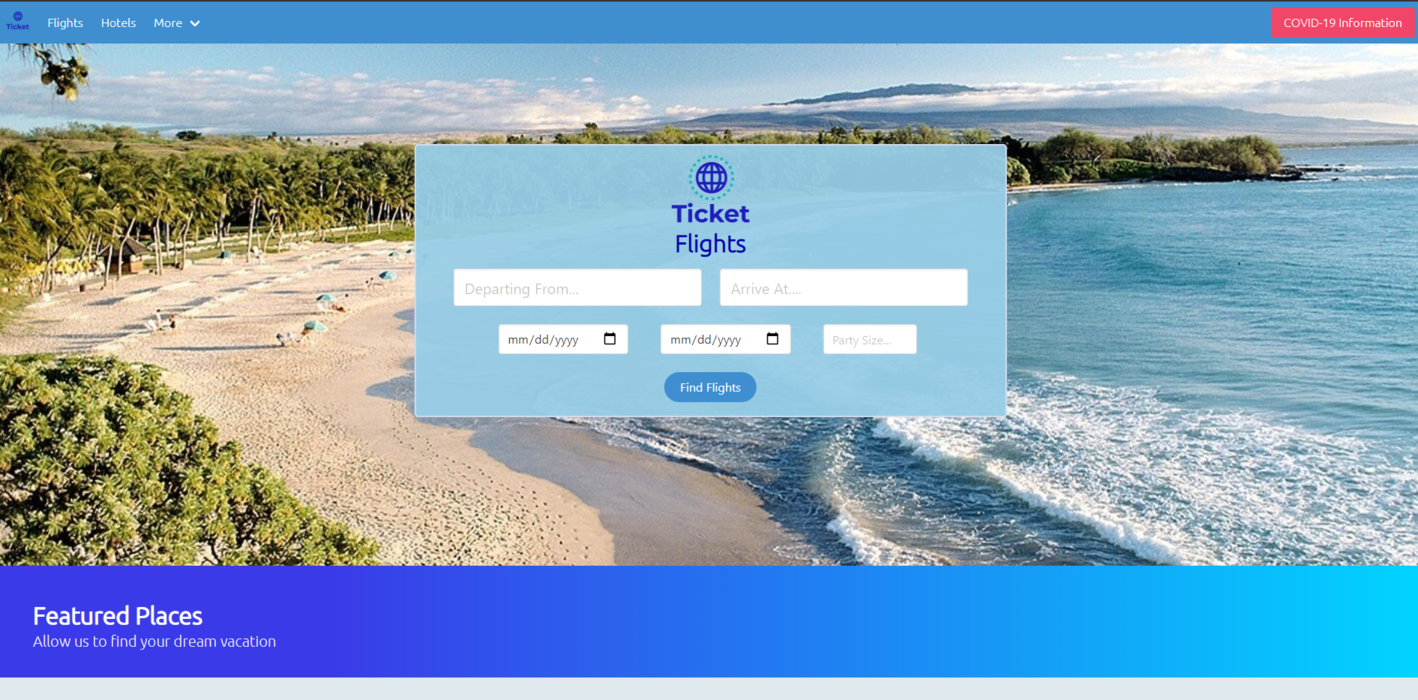 Ticket
Flights
Hotels
More
COVID-19 Information
Ticket
Flights
Departing From...
Arrive At....
mm/dd/yyyy
mm/dd/yyyy
Party Size...
Find Flights
Featured Places
Allow us to find your dream vacation